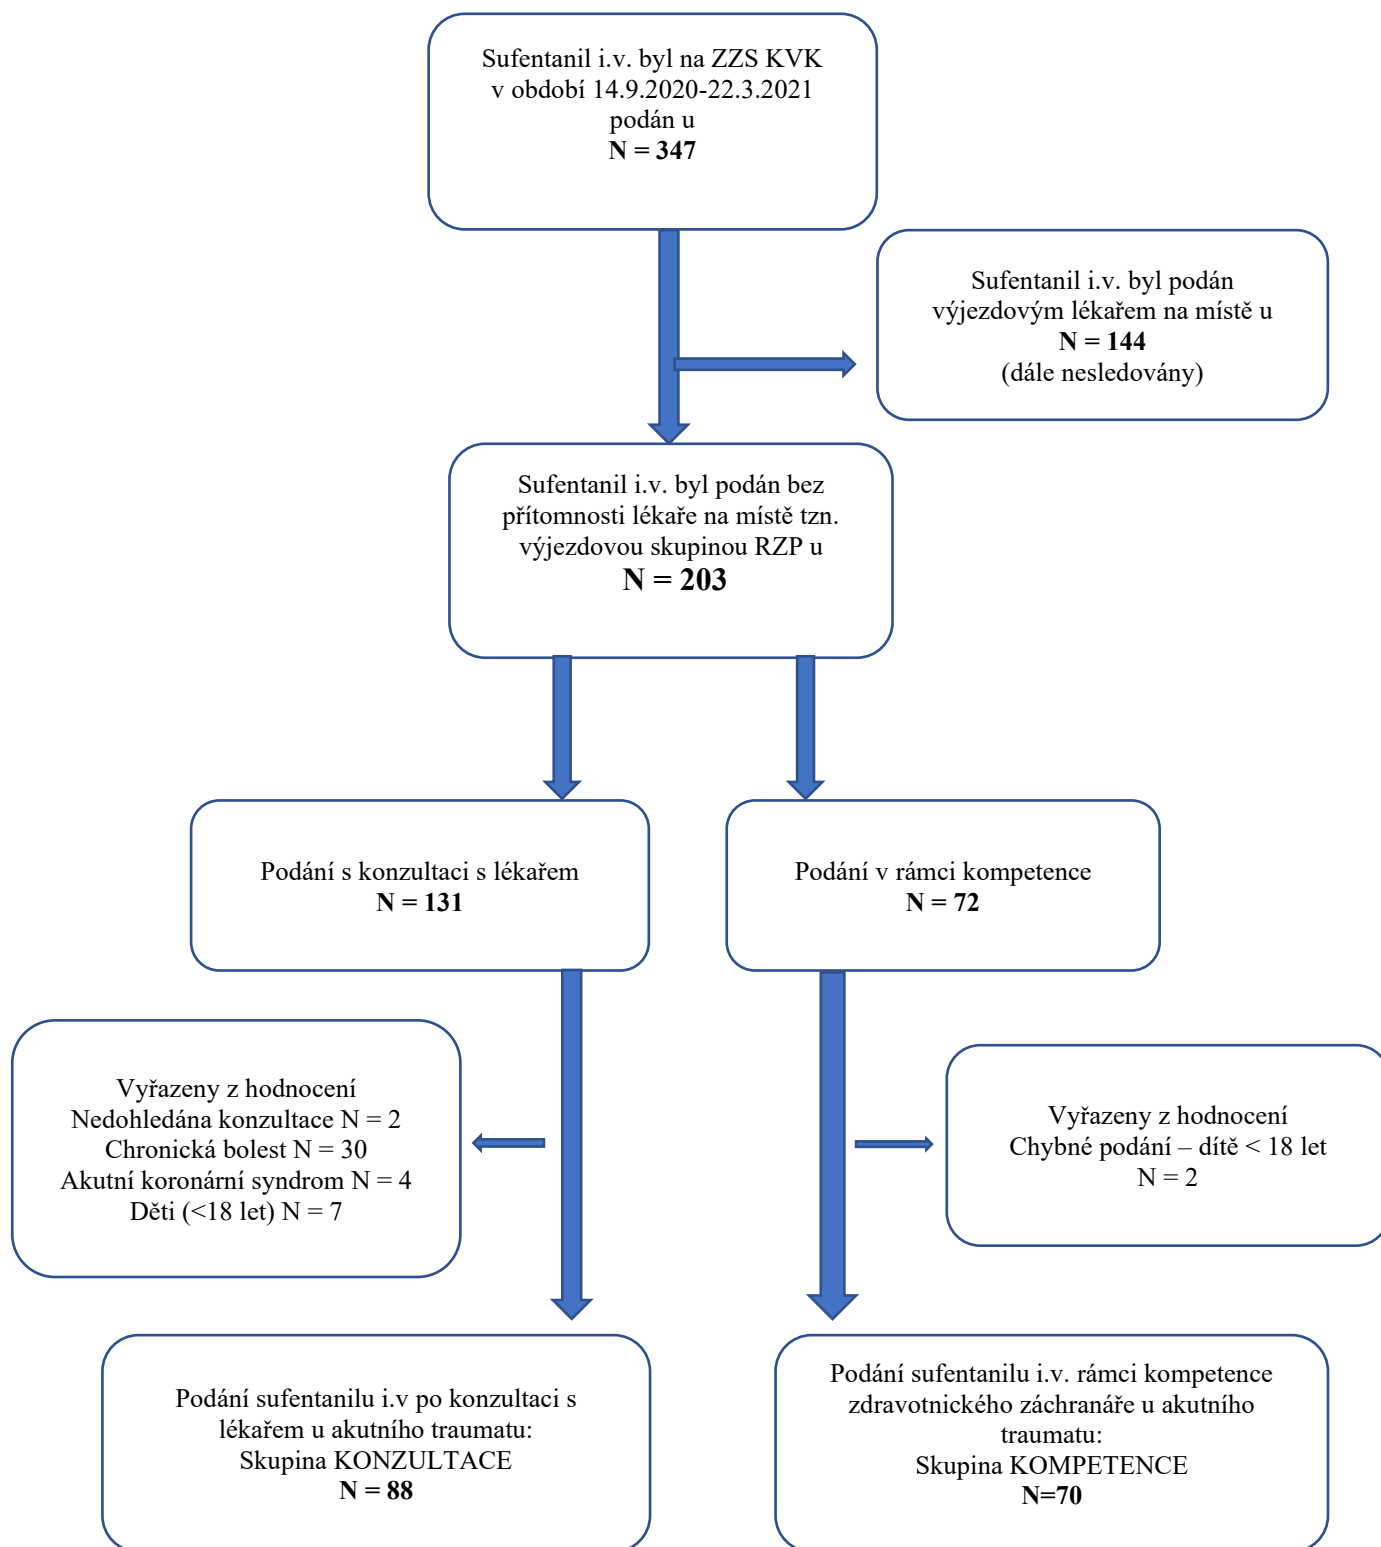 Sufentanil i.v. byl na ZZS KVK
v období 14.9.2020-22.3.2021
podán u
N = 347
Sufentanil i.v. byl podán
výjezdovým lékařem na místě u
N = 144
(dále nesledovány)
Sufentanil i.v. byl podán bez
přítomnosti lékaře na místě tzn.
výjezdovou skupinou RZP u
N = 203
Podání s konzultaci s lékařem
N = 131
Podání v rámci kompetence
N = 72
Vyřazeny z hodnocení
Nedohledána konzultace N = 2
Chronická bolest N = 30
Akutní koronární syndrom N = 4
Děti (<18 let) N = 7
Vyřazeny z hodnocení
Chybné podání – dítě < 18 let
N = 2
Podání sufentanilu i.v po konzultaci s
lékařem u akutního traumatu:
Skupina KONZULTACE
N = 88
Podání sufentanilu i.v. rámci kompetence
zdravotnického záchranáře u akutního
traumatu:
Skupina KOMPETENCE
N=70